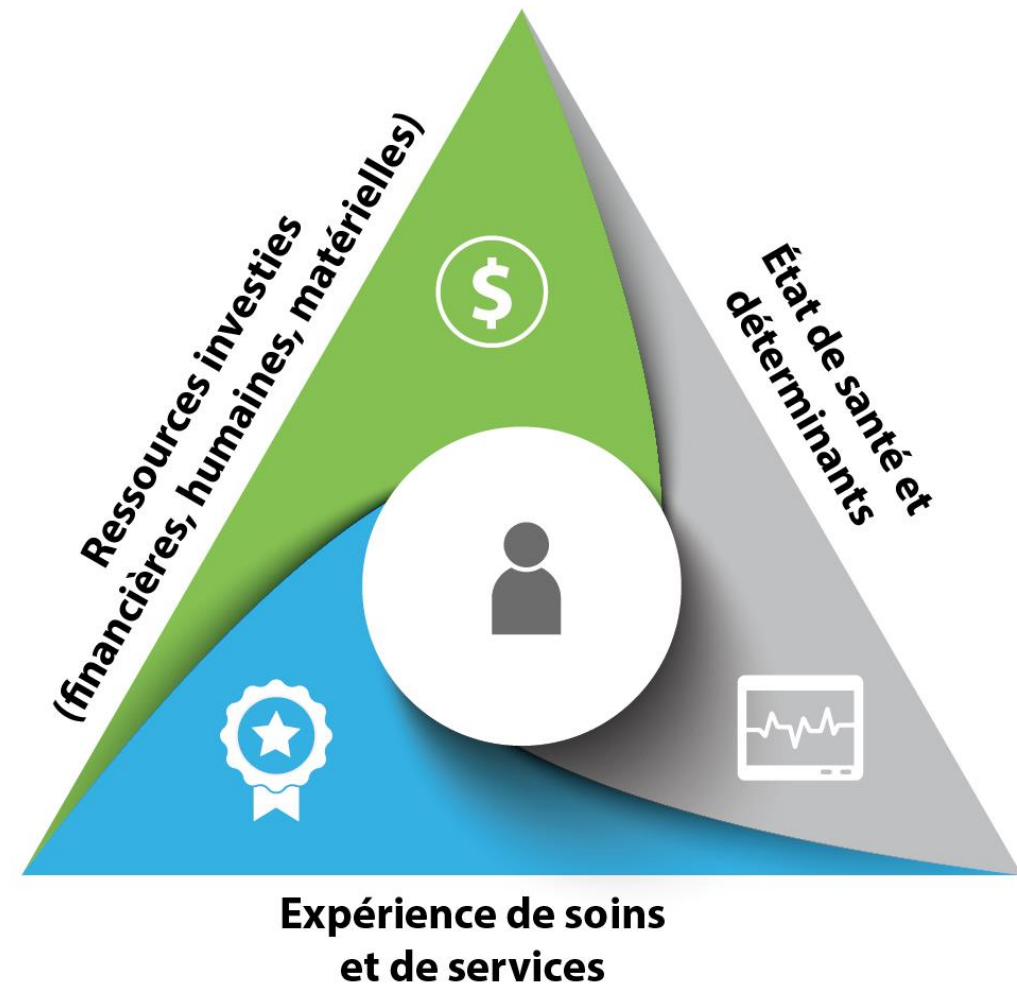 Ressources investies
(financières, humaines, matérielles)
$
État de santé et
déterminants
Expérience de soins
et de services